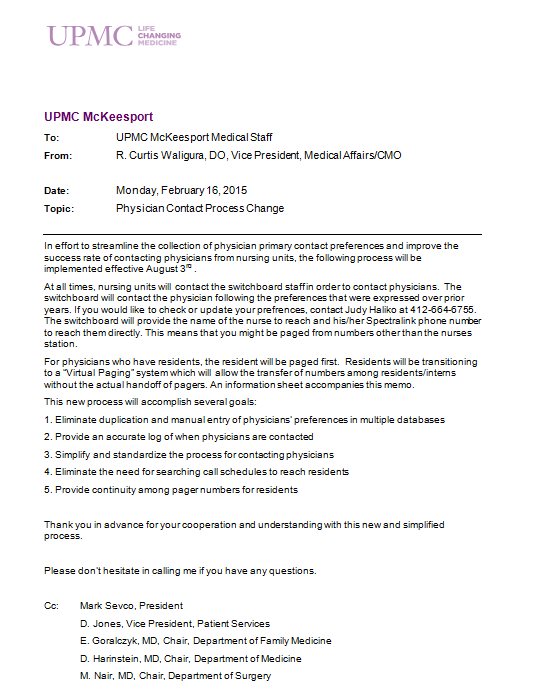 UPMC LIFE
CHANGING
MEDICINE
UPMC McKeesport
To: UPMC McKeesport Medical Staff
From: R. Curtis Waligura, DO, Vice President, Medical Affairs/CMO
Date: Monday, February 16, 2015
Topic: Physician Contact Process Change
In effort to streamline the collection of physician primary contact preferences and improve the
success rate of contacting physicians from nursing units, the following process will be
implemented effective August 3rd .
At all times, nursing units will contact the switchboard staff in order to contact physicians. The
switchboard will contact the physician following the preferences that were expressed over prior
years. If you would like to check or update your prefrences, contact Judy Haliko at 412-664-6755.
The switchboard will provide the name of the nurse to reach and his/her Spectralink phone number
to reach them directly. This means that you might be paged from numbers other than the nurses
station.
For physicians who have residents, the resident will be paged first. Residents will be transitioning
to a "Virtual Paging" system which will allow the transfer of numbers among residents/interns
without the actual handoff of pagers. An information sheet accompanies this memo.
This new process will accomplish several goals:
1. Eliminate duplication and manual entry of physicians' preferences in multiple databases
2. Provide an accurate log of when physicians are contacted
3. Simplify and standardize the process for contacting physicians
4. Eliminate the need for searching call schedules to reach residents
5. Provide continuity among pager numbers for residents
Thank you in advance for your cooperation and understanding with this new and simplified
process.
Please don't hesitate in calling me if you have any questions.
Cc: Mark Sevco, President
D. Jones, Vice President, Patient Services
E. Goralczyk, MD, Chair, Department of Family Medicine
D. Harinstein, MD, Chair, Department of Medicine
M. Nair, MD, Chair, Department of Surgery